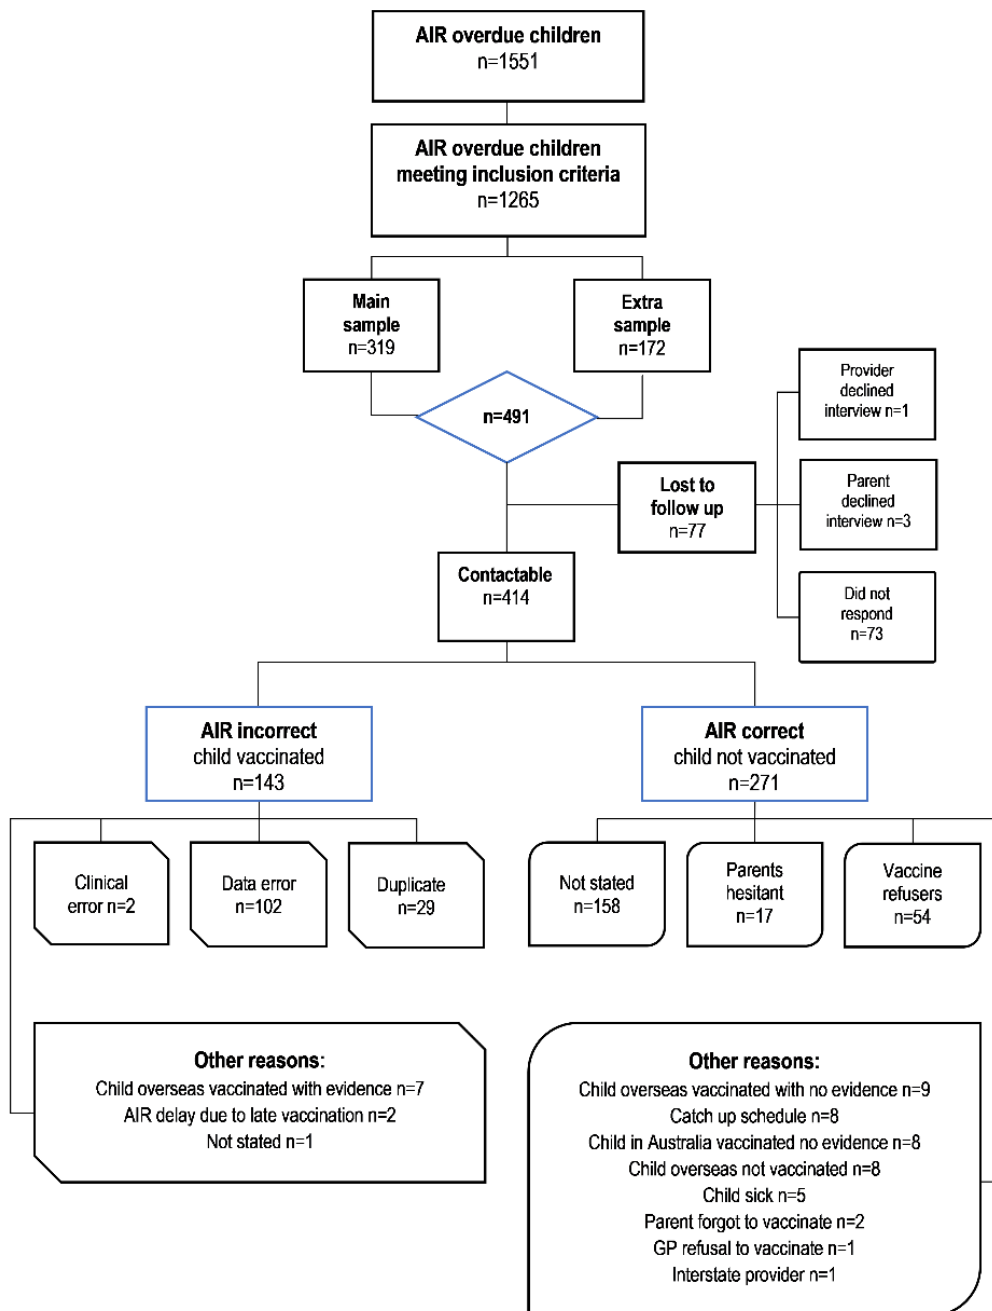 AIR overdue children
n=1551
AIR overdue children
meeting inclusion criteria
n=1265
Main
sample
n=319
Extra
sample
n=172
n=491
Provider
declined
interview n=1
Lost to
follow up
n=77
Parent
declined
interview n=3
Did not
respond
n=73
Contactable
n=414
AIR incorrect
child vaccinated
n=143
AIR correct
child not vaccinated
n=271
Clinical
error n=2
Data error
n=102
Duplicate
n=29
Not stated
n=158
Parents
hesitant
n=17
Vaccine
refusers
n=54
Other reasons:
Child overseas vaccinated with evidence n=7
AIR delay due to late vaccination n=2
Not stated n=1
Other reasons:
Child overseas vaccinated with no evidence n=9
Catch up schedule n=8
Child in Australia vaccinated no evidence n=8
Child overseas not vaccinated n=8
Child sick n=5
Parent forgot to vaccinate n=2
GP refusal to vaccinate n=1
Interstate provider n=1